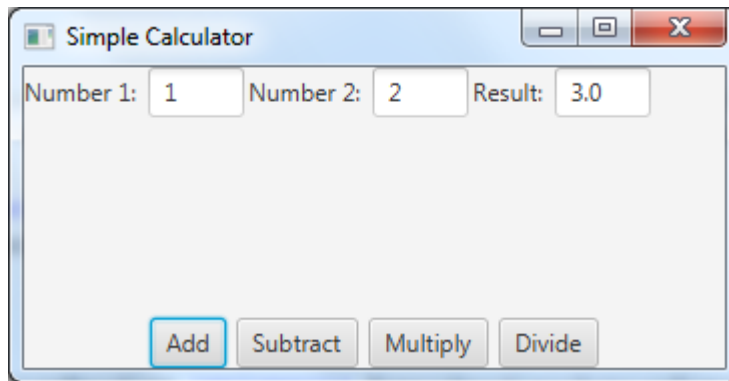 Simple Calculator
Number 1: 1 Number 2: 2 Result: 3.0
Add Subtract Multiply Divide